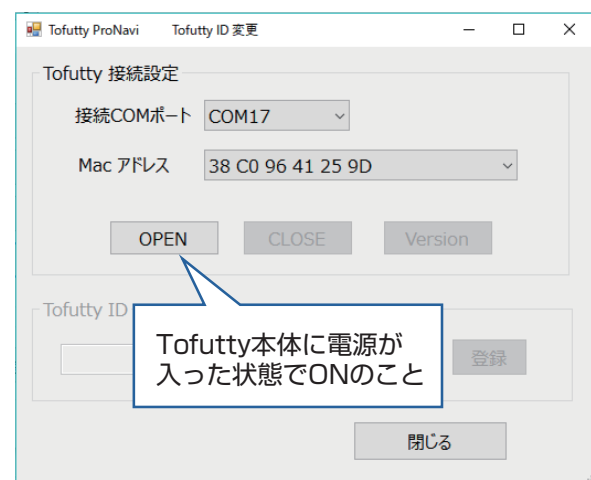 Tofutty ProNavi Tofutty ID 変更
Tofutty 接続設定
接続COMポート COM17
Mac アドレス 38 C0 96 41 25 9D
OPEN CLOSE Version
Tofutty ID
Tofutty本体に電源が
入った状態でONのこと
登録
閉じる